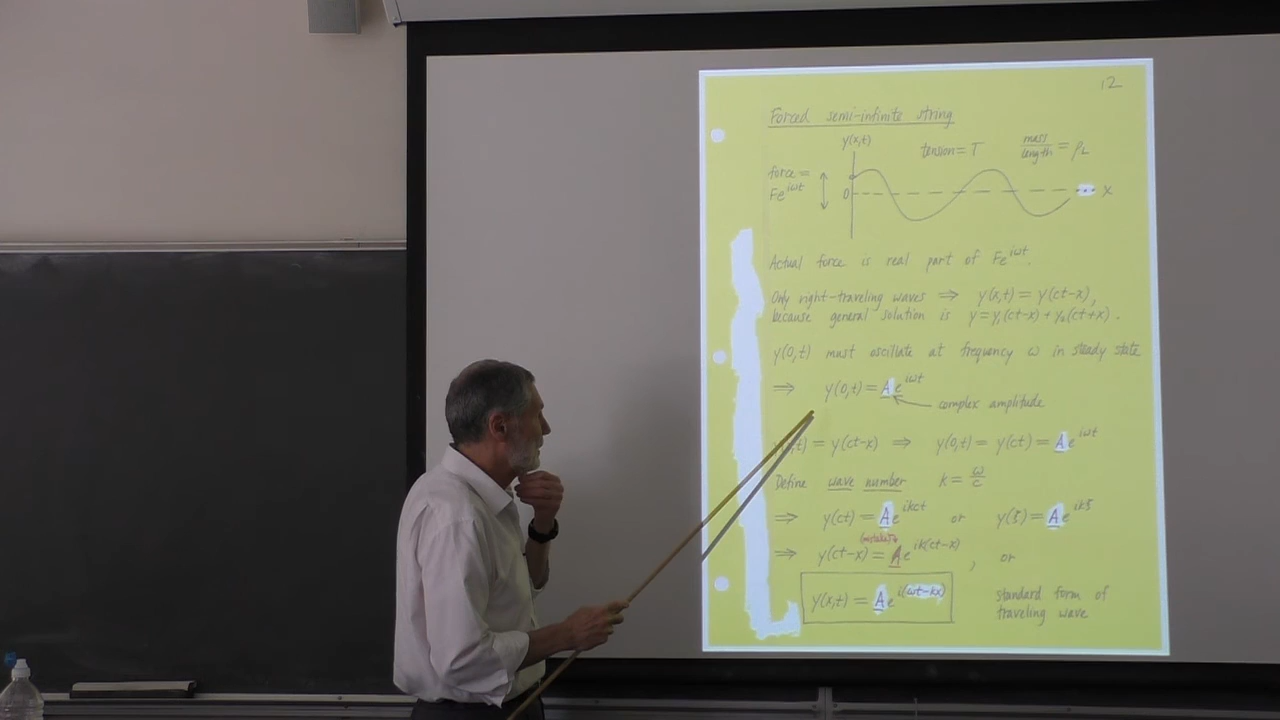 12
Forced semi-infinite string
y(x,t)
tension = T
mass/length = ρ_L
force = Fe^{iωt}
0
x
Actual force is real part of Fe^{iωt}.
Only right-traveling waves ⇒ y(x,t) = y(ct-x),
because general solution is y = y₁(ct-x) + y₂(ct+x).
y(0,t) must oscillate at frequency ω in steady state
⇒ y(0,t) = Ae^{iωt}
complex amplitude
y(x,t) = y(ct-x) ⇒ y(0,t) = y(ct) = Ae^{iωt}
Define wave number k = ω/c
⇒ y(ct) = Ae^{ikct} or y(ξ) = Ae^{ikξ}
⇒ y(ct-x) = Ae^{ik(ct-x)}, or
y(x,t) = Ae^{i(ωt-kx)}
standard form of
traveling wave